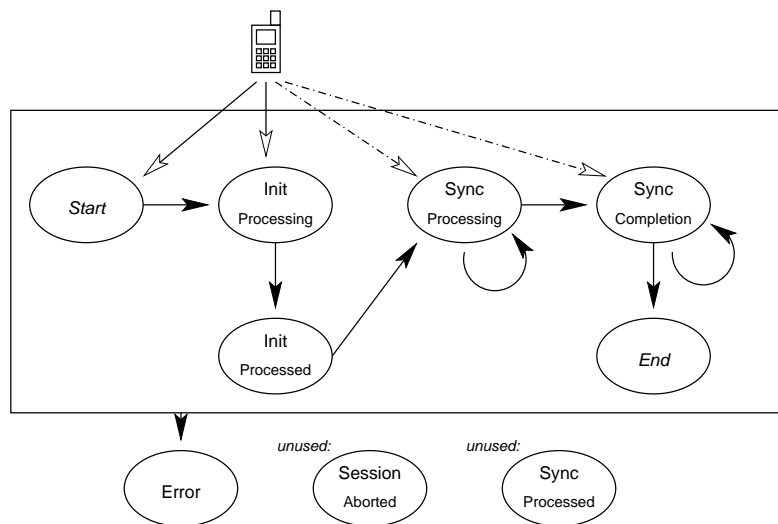 Start
Init
Processing
Sync
Processing
Sync
Completion
Init
Processed
End
unused:
unused:
Error
Session
Aborted
Sync
Processed